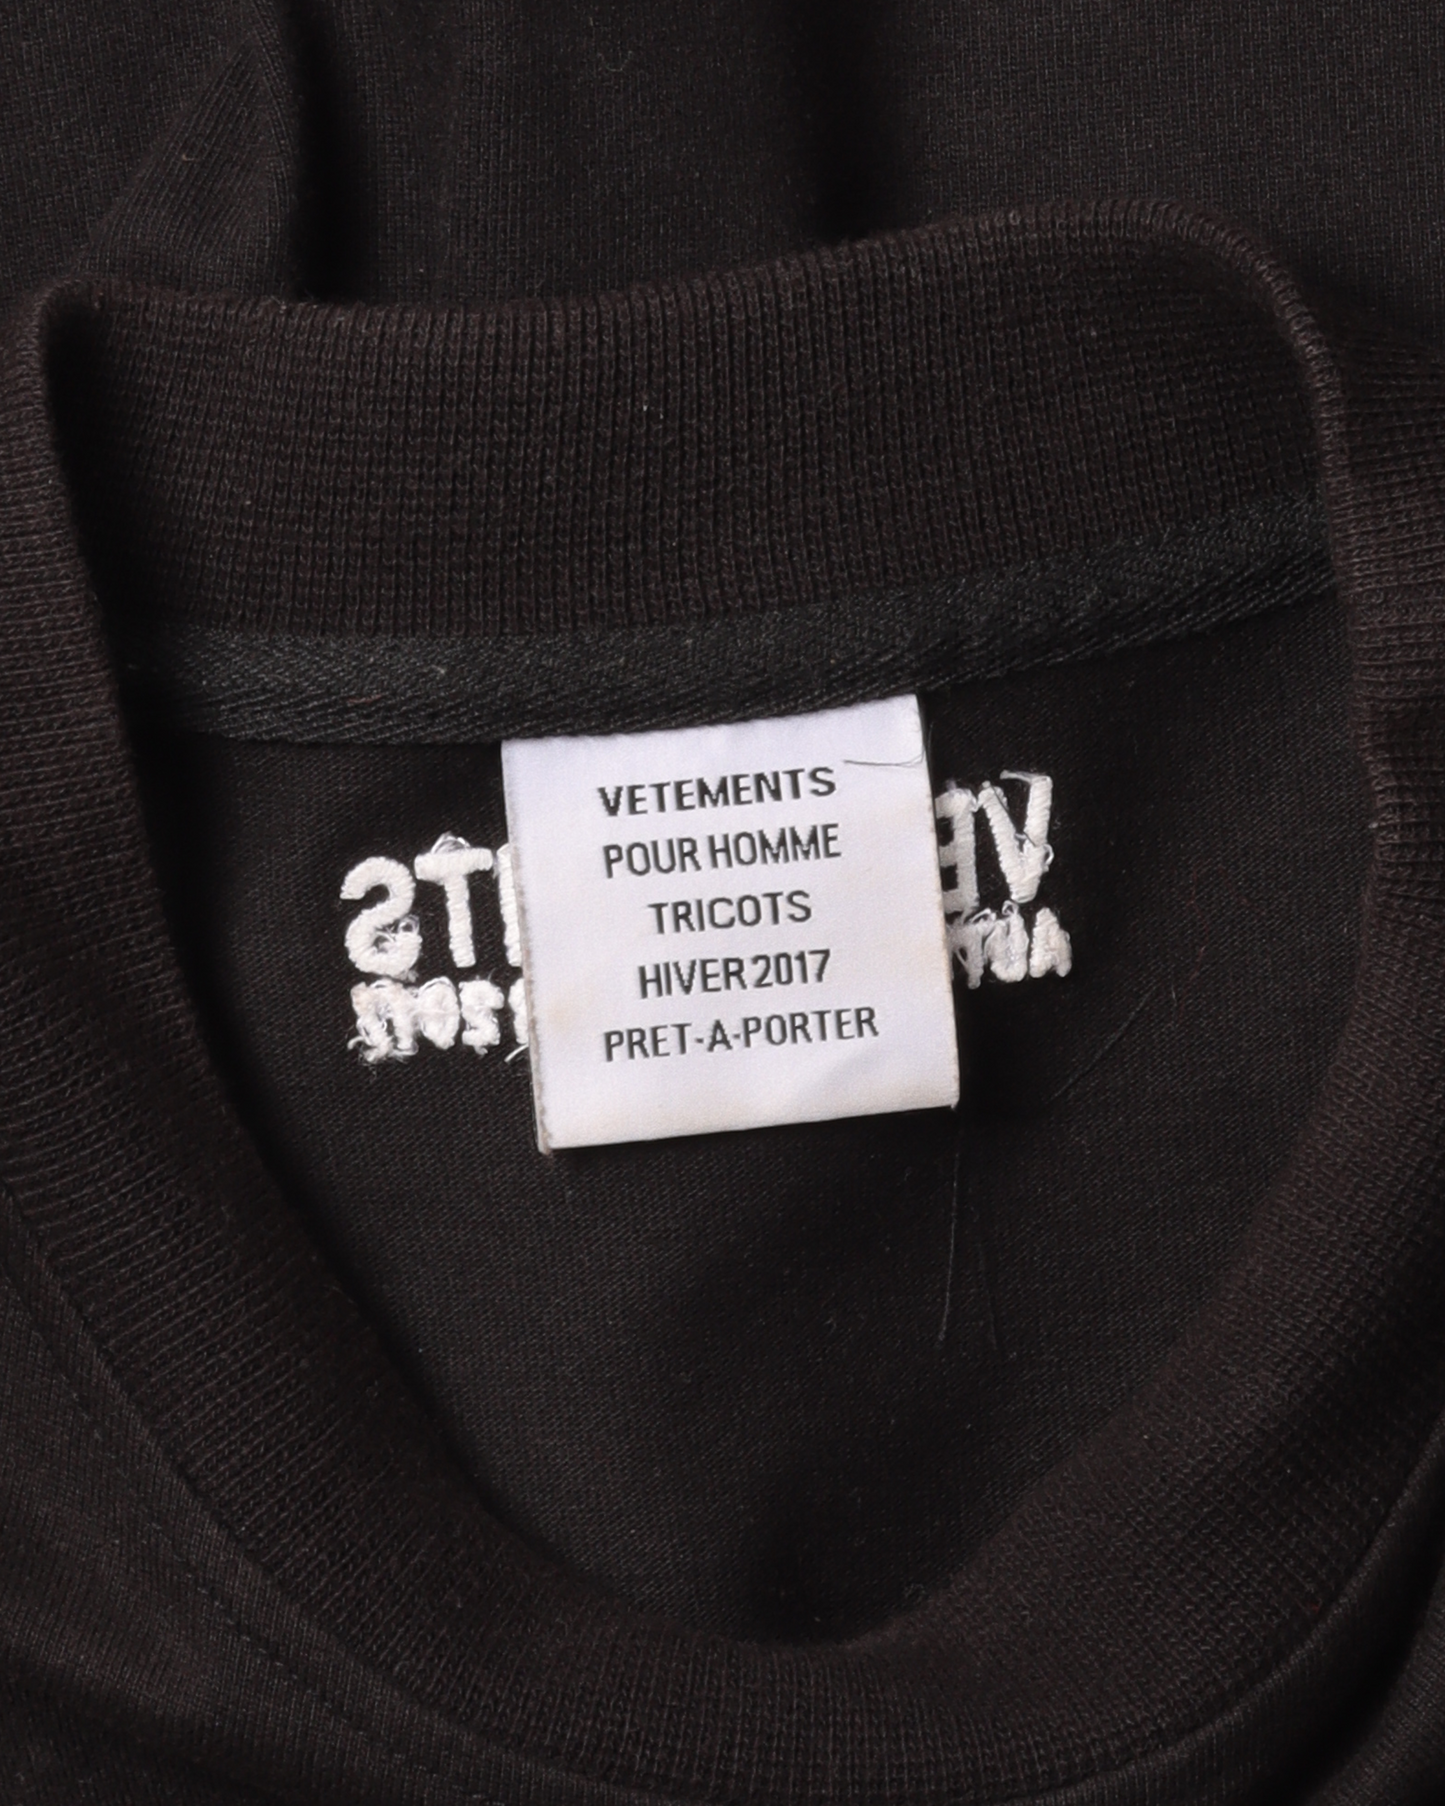 VETEMENTS
POUR HOMME
TRICOTS
HIVER 2017
PRET-A-PORTER